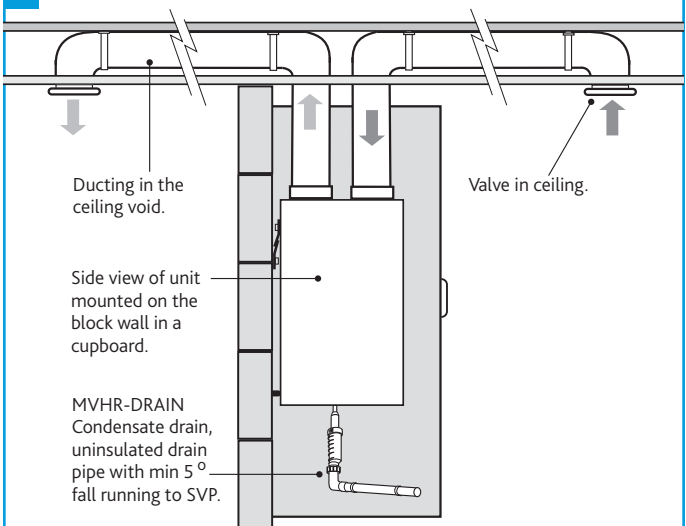 Ducting in the
ceiling void.
Valve in ceiling.
Side view of unit
mounted on the
block wall in a
cupboard.
MVHR-DRAIN
Condensate drain,
uninsulated drain
pipe with min 5°
fall running to SVP.